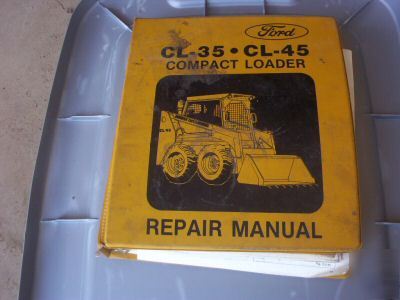 Ford
CL-35 • CL-45
COMPACT LOADER
REPAIR MANUAL